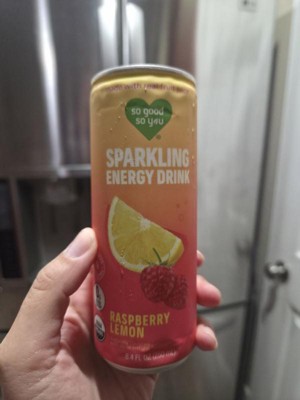 so good
so you
SPARKLING
ENERGY DRINK
RASPBERRY
LEMON